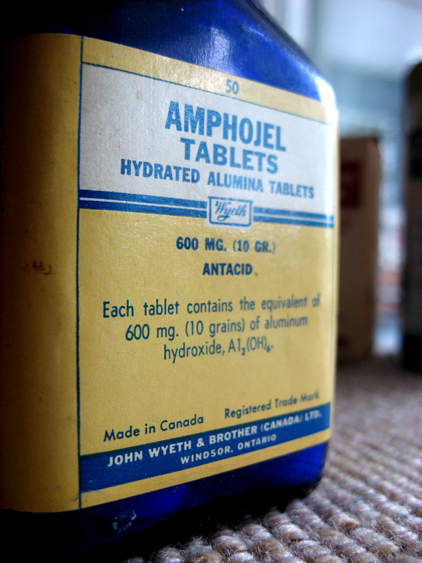 50
AMPHOJEL
TABLETS
HYDRATED ALUMINA TABLETS
Wyeth
600 MG. (10 GR.)
ANTACID.
Each tablet contains the equivalent of
600 mg. (10 grains) of aluminum
hydroxide, Al₂(OH)₆.
Made in Canada Registered Trade Mark
JOHN WYETH & BROTHER (CANADA) LTD.
WINDSOR, ONTARIO